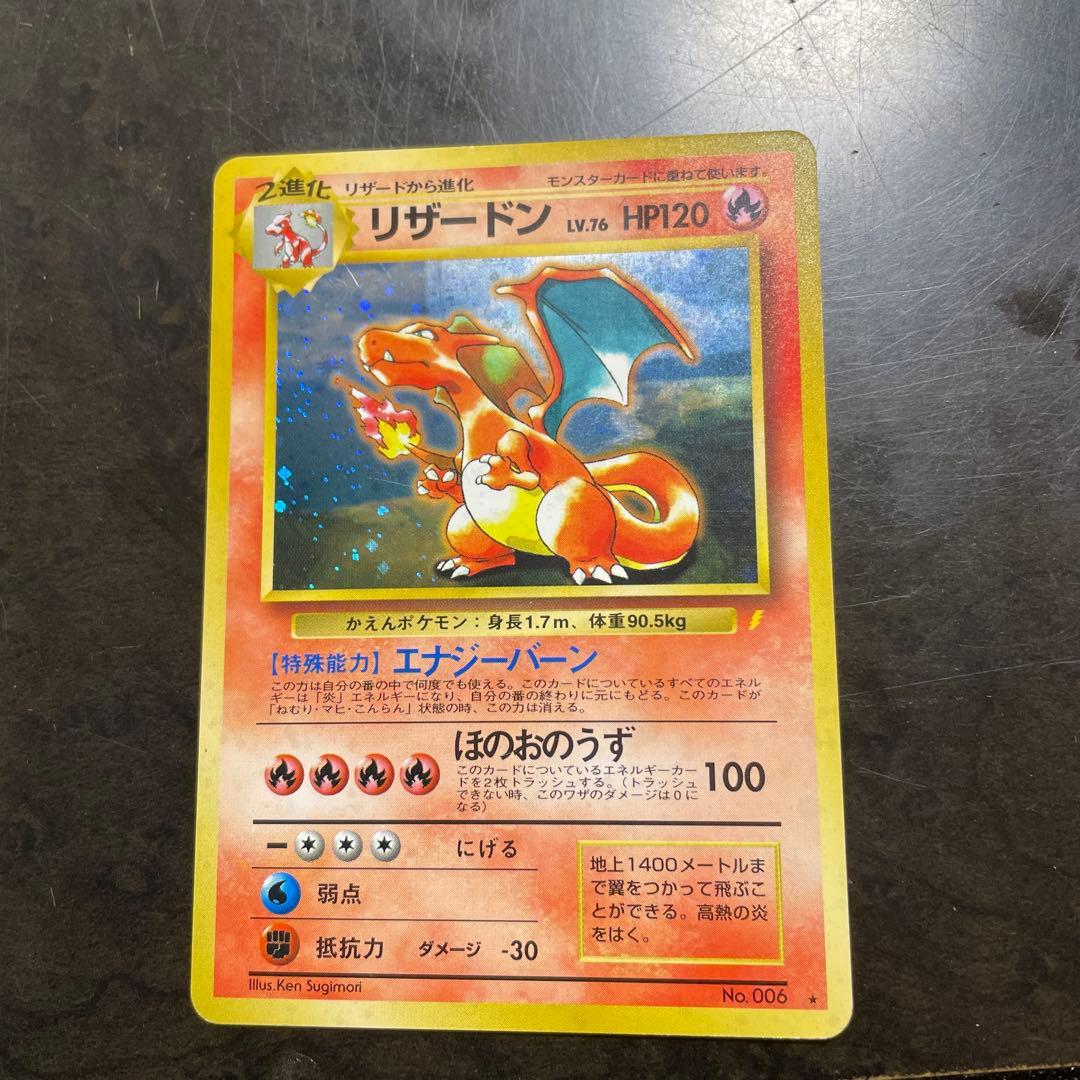 2進化
リザードから進化
モンスターカードに重ねて使います。
リザードン LV.76 HP120
かえんポケモン：身長1.7m、体重90.5kg
【特殊能力】エナジーバーン
この力は自分の番の中で何度でも使える。このカードについているすべてのエネル
ギーは「炎」エネルギーになり、自分の番の終わりに元にもどる。このカードが
「ねむり・マヒ・こんらん」状態の時、この力は消える。
ほのおのうず
このカードについているエネルギーカー
ドを2枚トラッシュする。（トラッシュ
できない時、このワザのダメージは0に
なる）
100
にげる
弱点
抵抗力 ダメージ -30
地上1400メートルま
で翼をつかって飛ぶこ
とができる。高熱の炎
をはく。
Illus.Ken Sugimori
No. 006 ★